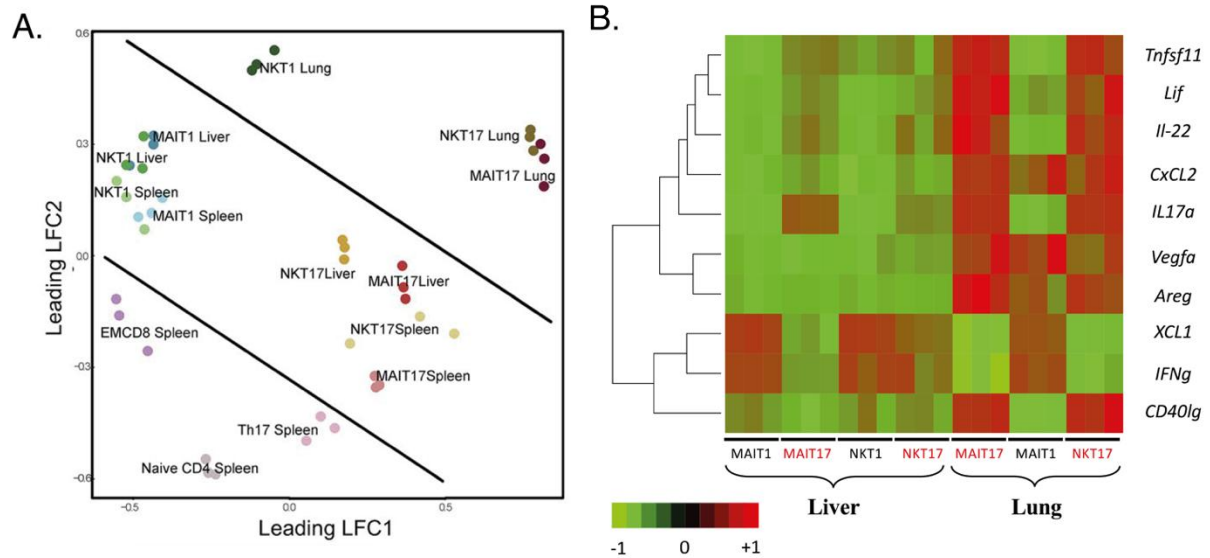 A.
0.6
0.3
0.0
-
-0.3
-0.6
Leading LFC2
NKT1 Lung
MAIT1 Liver
NKT1 Liver
NKT1 Spleen
MAIT1 Spleen
NKT17 Lung
MAIT17 Lung
NKT17Liver
MAIT17Liver
NKT17Spleen
MAIT17Spleen
EMCD8 Spleen
Th17 Spleen
Naive CD4 Spleen
-0.5
0.0
0.5
Leading LFC1
B.
Tnfsf11
Lif
Il-22
CxCL2
IL17a
Vegfa
Areg
XCL1
IFNg
CD40lg
MAIT1 MAIT17 NKT1 NKT17 MAIT17 MAIT1 NKT17
Liver Lung
-1 0 +1